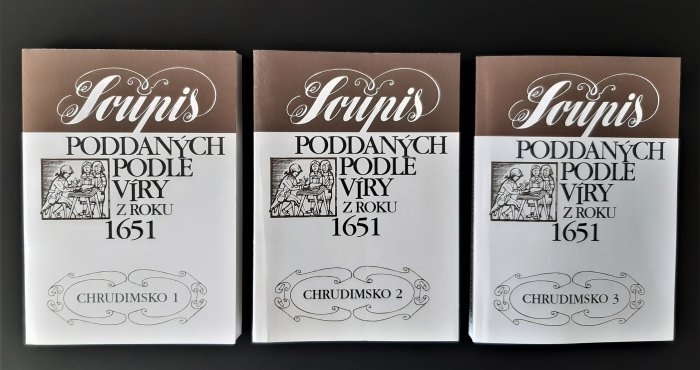 Soupis
PODDANÝCH
PODLE
VÍRY
Z ROKU
1651
CHRUDIMSKO 1
Soupis
PODDANÝCH
PODLE
VÍRY
Z ROKU
1651
CHRUDIMSKO 2
Soupis
PODDANÝCH
PODLE
VÍRY
Z ROKU
1651
CHRUDIMSKO 3